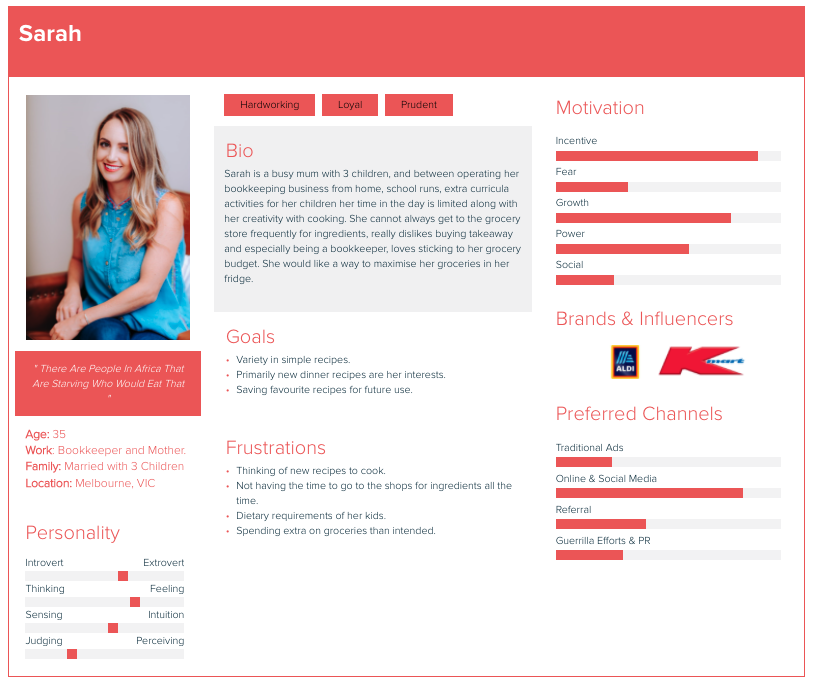 Sarah
Hardworking
Loyal
Prudent
Bio
Sarah is a busy mum with 3 children, and between operating her
bookkeeping business from home, school runs, extra curricula
activities for her children her time in the day is limited along with
her creativity with cooking. She cannot always get to the grocery
store frequently for ingredients, really dislikes buying takeaway
and especially being a bookkeeper, loves sticking to her grocery
budget. She would like a way to maximise her groceries in her
fridge.
" There Are People In Africa That
Are Starving Who Would Eat That
"
Age: 35
Work: Bookkeeper and Mother.
Family: Married with 3 Children
Location: Melbourne, VIC
Personality
Introvert Extrovert
Thinking Feeling
Sensing Intuition
Judging Perceiving
Goals
• Variety in simple recipes.
• Primarily new dinner recipes are her interests.
• Saving favourite recipes for future use.
Frustrations
• Thinking of new recipes to cook.
• Not having the time to go to the shops for ingredients all the
time.
• Dietary requirements of her kids.
• Spending extra on groceries than intended.
Motivation
Incentive
Fear
Growth
Power
Social
Brands & Influencers
ALDI
Kmart
Preferred Channels
Traditional Ads
Online & Social Media
Referral
Guerrilla Efforts & PR